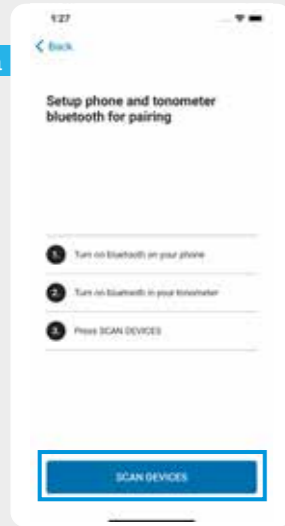 1:27
Back
Setup phone and tonometer
bluetooth for pairing
1. Turn on bluetooth on your phone
2. Turn on bluetooth in your tonometer
3. Press SCAN DEVICES
SCAN DEVICES